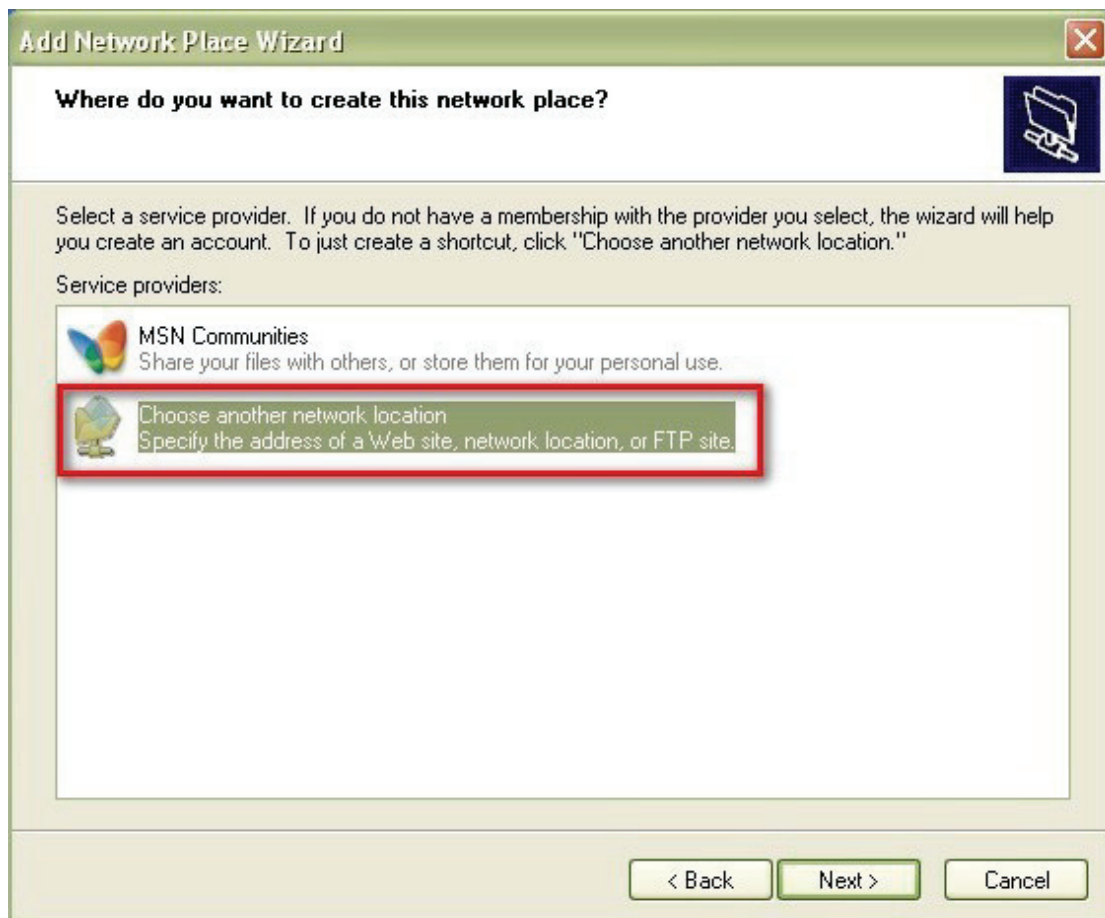 Add Network Place Wizard
Where do you want to create this network place?
Select a service provider.  If you do not have a membership with the provider you select, the wizard will help
you create an account.  To just create a shortcut, click "Choose another network location."
Service providers:
MSN Communities
Share your files with others, or store them for your personal use.
Choose another network location
Specify the address of a Web site, network location, or FTP site.
< Back Next > Cancel